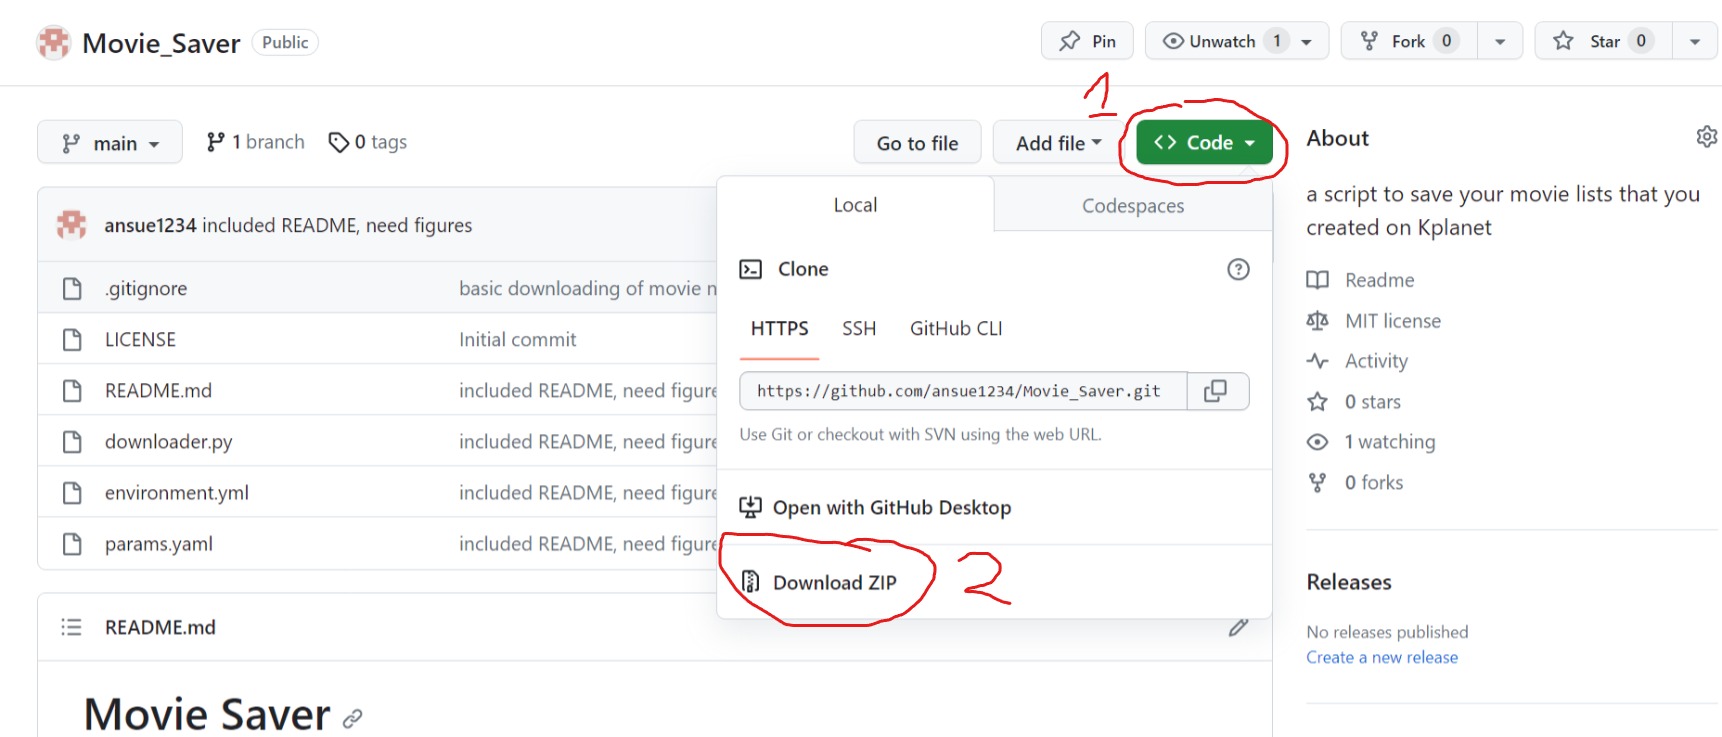 Movie_Saver Public
Pin
Unwatch 1
Fork 0
Star 0
1
main
1 branch
0 tags
Go to file
Add file
<> Code
ansue1234 included README, need figures
.gitignore basic downloading of movie n
LICENSE Initial commit
README.md included README, need figure
downloader.py included README, need figure
environment.yml included README, need figure
params.yaml included README, need figure
Local
Codespaces
Clone
HTTPS SSH GitHub CLI
https://github.com/ansue1234/Movie_Saver.git
Use Git or checkout with SVN using the web URL.
Open with GitHub Desktop
Download ZIP
2
README.md
Movie Saver
About
a script to save your movie lists that you
created on Kplanet
Readme
MIT license
Activity
0 stars
1 watching
0 forks
Releases
No releases published
Create a new release